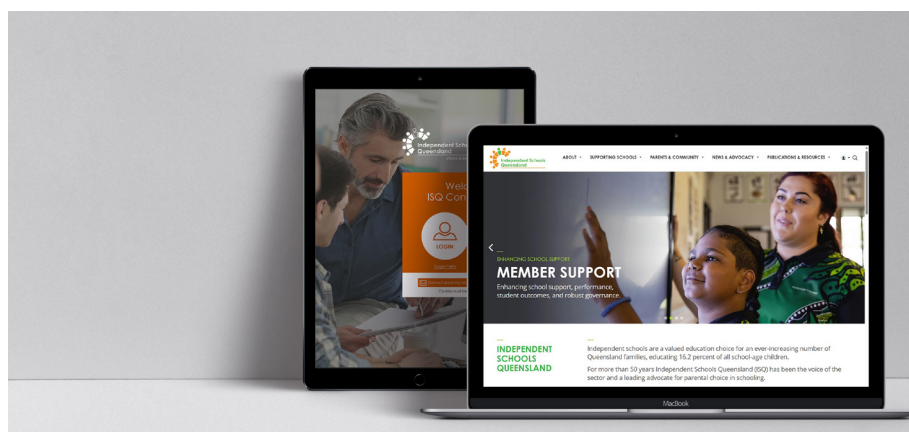 Independent Scho
Queensland
Welc
ISQ Con
LOGIN
Independent Schools
Queensland
ABOUT
SUPPORTING SCHOOLS
PARENTS & COMMUNITY
NEWS & ADVOCACY
PUBLICATIONS & RESOURCES
ENHANCING SCHOOL SUPPORT
MEMBER SUPPORT
Enhancing school support, performance,
student outcomes, and robust governance.
INDEPENDENT
SCHOOLS
QUEENSLAND
Independent schools are a valued education choice for an ever-increasing number of
Queensland families, educating 16.2 percent of all school-age children.
For more than 50 years Independent Schools Queensland (ISQ) has been the voice of the
sector and a leading advocate for parental choice in schooling.
MacBook